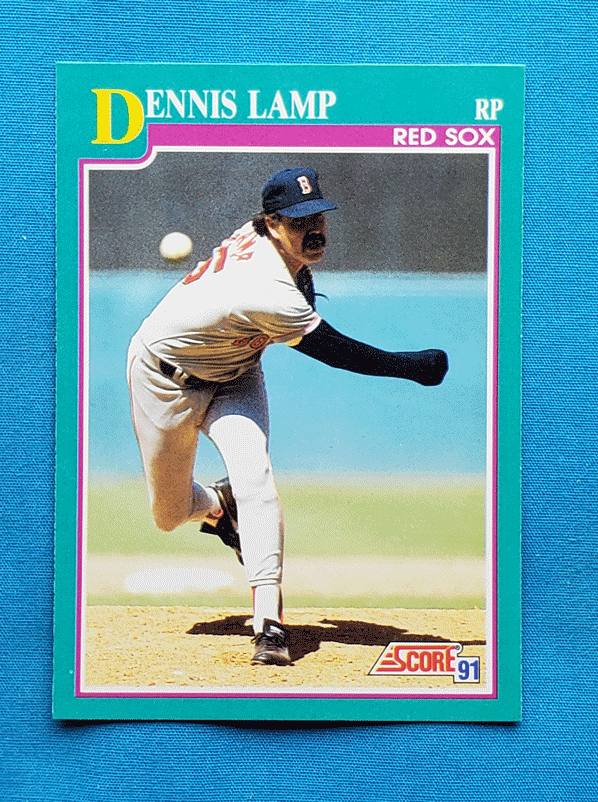 DENNIS LAMP RP
RED SOX
B
SCORE 91